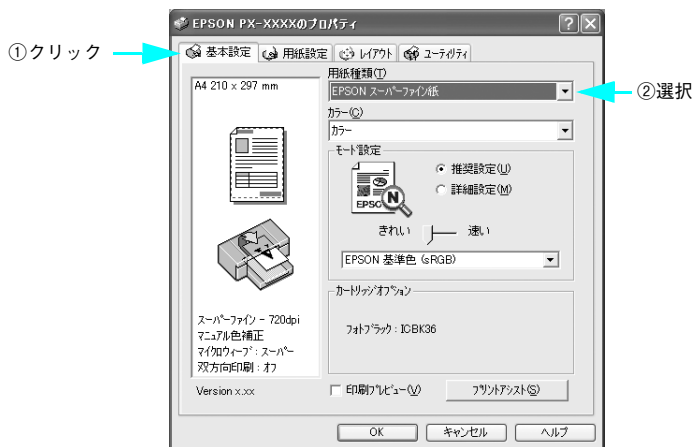 EPSON PX-XXXXのプロパティ
①クリック
基本設定 用紙設定 レイアウト ユーティリティ
A4 210 x 297 mm
用紙種類(T)
EPSON スーパーファイン紙
②選択
カラー(C)
カラー
モード設定
推奨設定(U)
詳細設定(M)
EPSO
N
きれい 速い
EPSON 基準色 (sRGB)
カートリッジオプション
フォトブラック : ICBK36
スーパーファイン - 720dpi
マニュアル色補正
マイクロウィーブ : スーパー
双方向印刷 : オフ
Version x.xx
印刷プレビュー(V)
プリントアシスト(S)
OK キャンセル ヘルプ